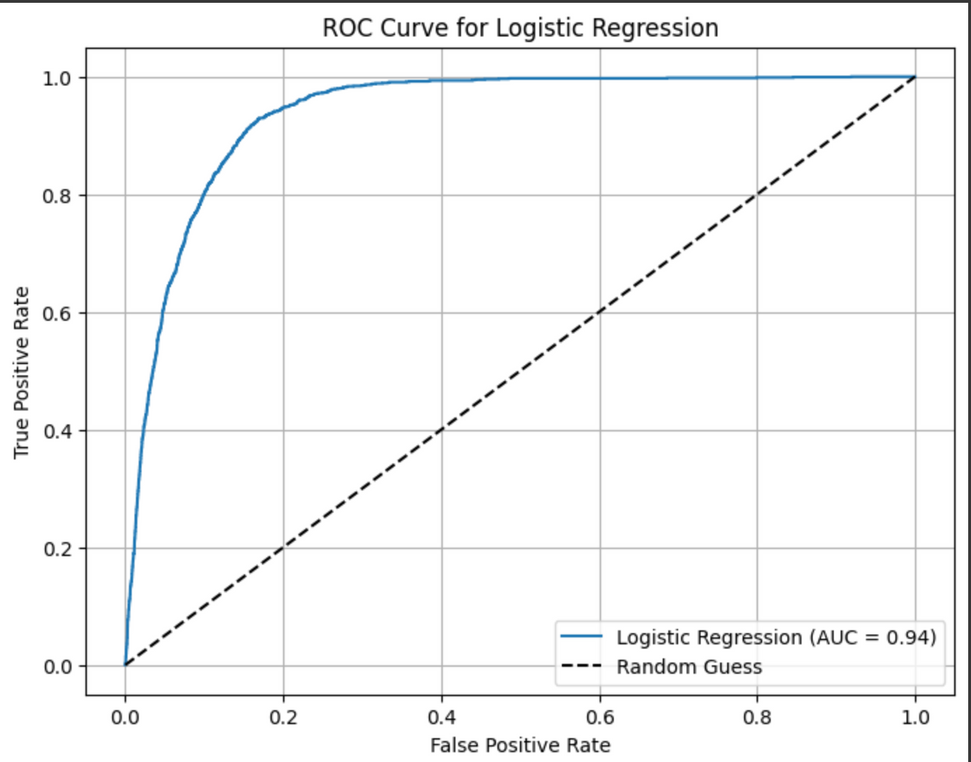 ROC Curve for Logistic Regression
1.0
0.8
0.6
0.4
0.2
0.0
True Positive Rate
0.0 0.2 0.4 0.6 0.8 1.0
False Positive Rate
Logistic Regression (AUC = 0.94)
Random Guess